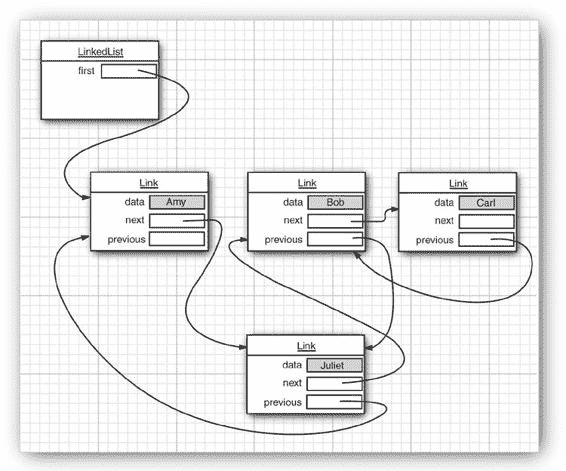 LinkedList
first
Link
data Amy
next
previous
Link
data Bob
next
previous
Link
data Carl
next
previous
Link
data Juliet
next
previous